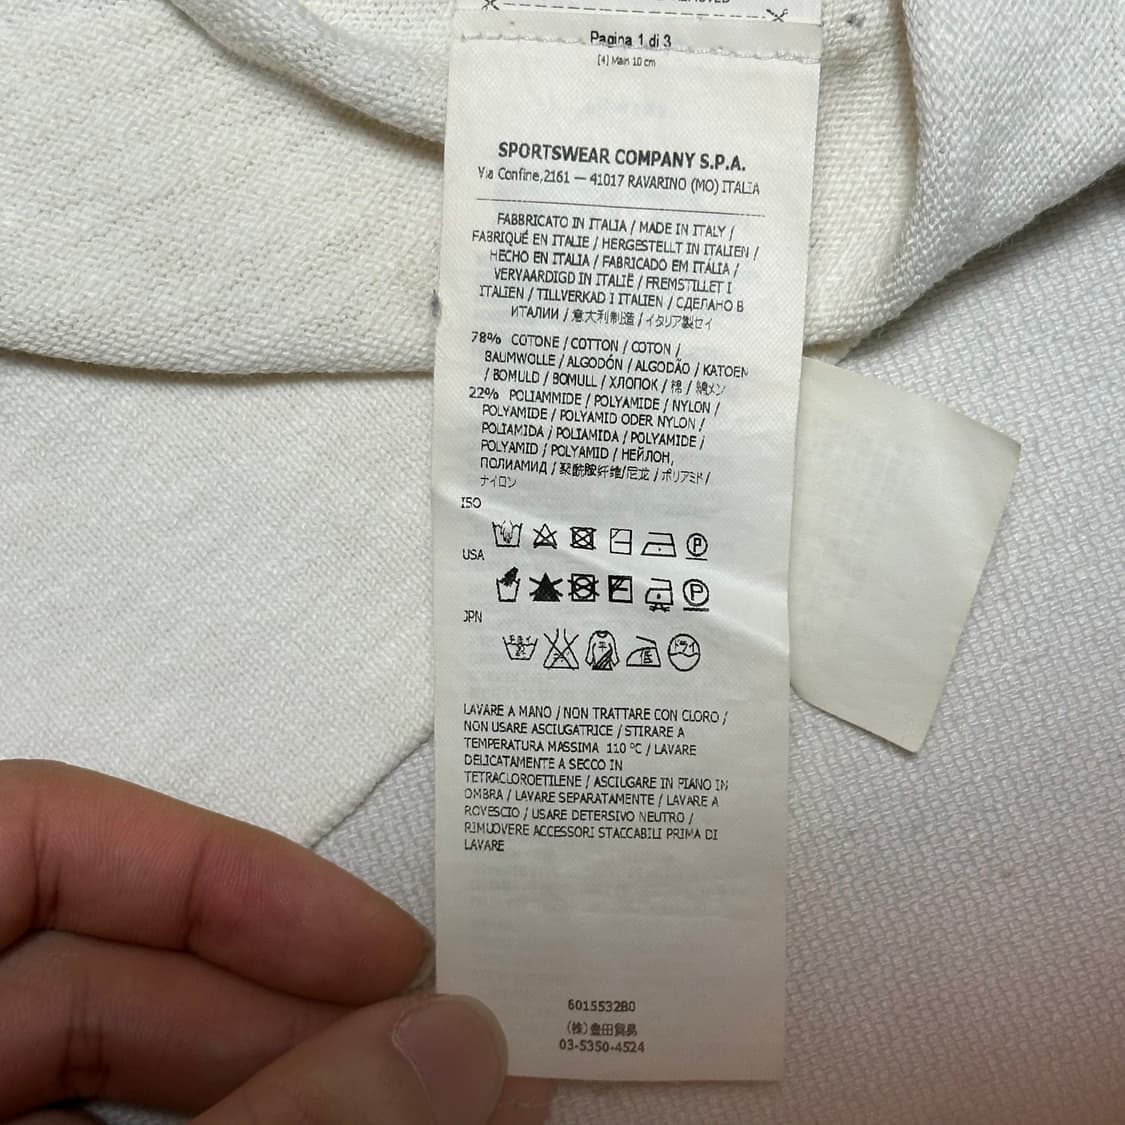 REMOVED
Pagina 1 di 3
[4] Main 10 cm
SPORTSWEAR COMPANY S.P.A.
Via Confine,2161 — 41017 RAVARINO (MO) ITALIA
FABBRICATO IN ITALIA / MADE IN ITALY /
FABRIQUÉ EN ITALIE / HERGESTELLT IN ITALIEN /
HECHO EN ITALIA / FABRICADO EM ITÁLIA /
VERVAARDIGD IN ITALIË / FREMSTILLET I
ITALIEN / TILLVERKAD I ITALIEN / СДЕЛАНО В
ИТАЛИИ / 意大利制造 / イタリア製セイ
78% COTONE / COTTON / COTON /
BAUMWOLLE / ALGODÓN / ALGODÃO / KATOEN
/ BOMULD / BOMULL / ХЛОПОК / 棉 / 綿メン
22% POLIAMMIDE / POLYAMIDE / NYLON /
POLYAMIDE / POLYAMID ODER NYLON /
POLIAMIDA / POLIAMIDA / POLYAMIDE /
POLYAMID / POLYAMID / НЕЙЛОН,
ПОЛИАМИД / 聚酰胺纤维/尼龙 / ポリアミド /
ナイロン
ISO
P
USA
P
JPN
LAVARE A MANO / NON TRATTARE CON CLORO /
NON USARE ASCIUGATRICE / STIRARE A
TEMPERATURA MASSIMA 110 °C / LAVARE
DELICATAMENTE A SECCO IN
TETRACLOROETILENE / ASCIUGARE IN PIANO IN
OMBRA / LAVARE SEPARATAMENTE / LAVARE A
ROVESCIO / USARE DETERSIVO NEUTRO /
RIMUOVERE ACCESSORI STACCABILI PRIMA DI
LAVARE
601553280
(株)豊田貿易
03-5350-4524